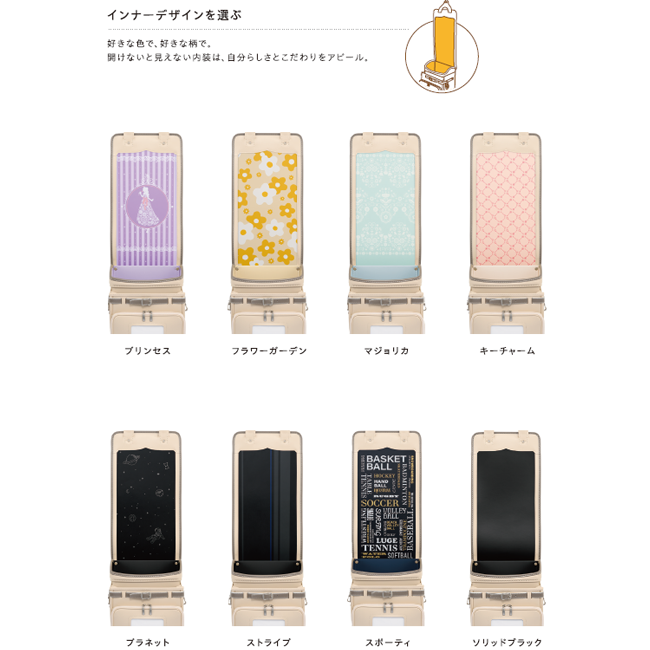 インナーデザインを選ぶ
好きな色で、好きな柄で。
開けないと見えない内装は、自分らしさとこだわりをアピール。
プリンセス
フラワーガーデン
マジョリカ
キーチャーム
BASKET
BALL
HAND
BALL
RUGBY
SOCCER
VOLLEY
BALL
BADMINTON
BASEBALL
WRESTLING
TABLE
TENNIS
LUGE
TENNIS
SOFTBALL
プラネット
ストライプ
スポーティ
ソリッドブラック